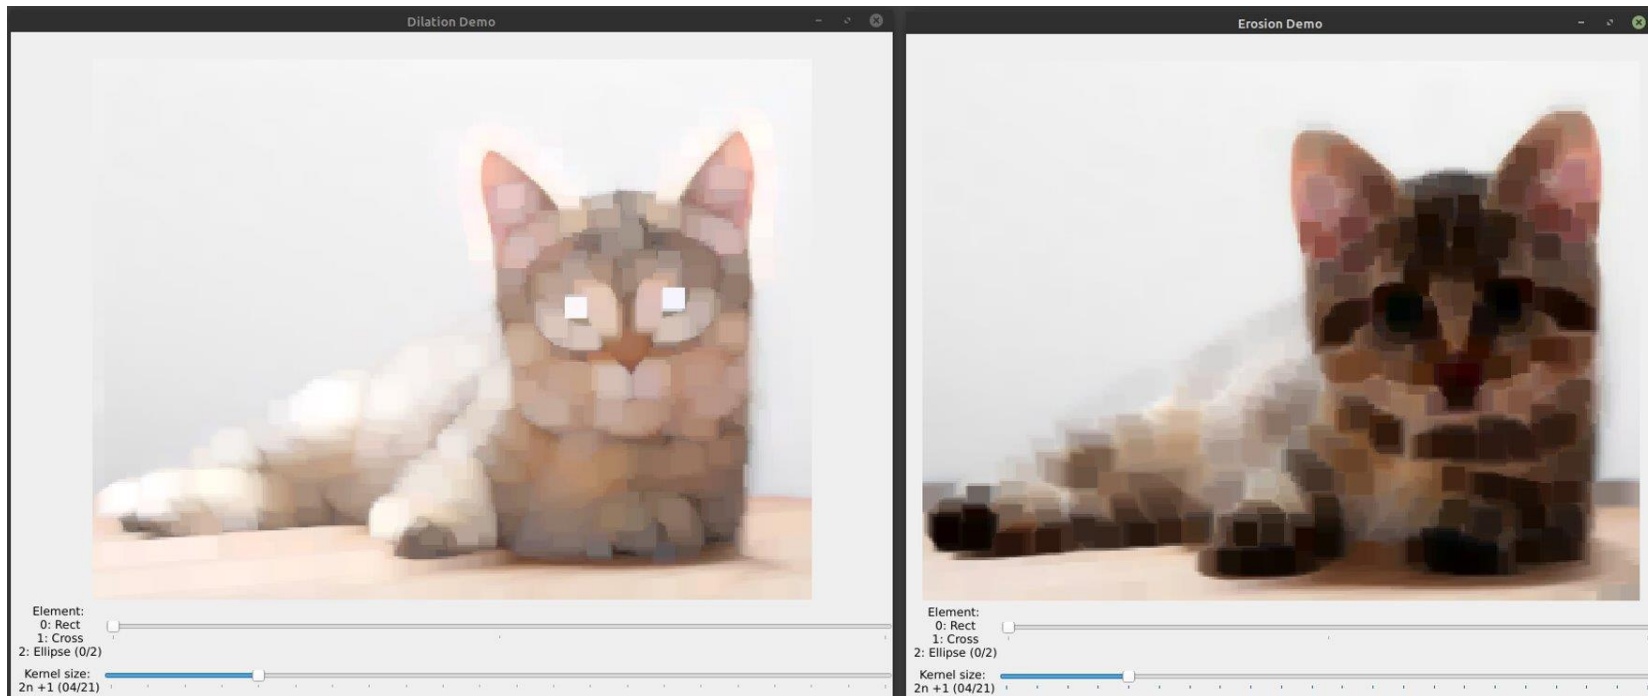 Dilation Demo
Element:
0: Rect
1: Cross
2: Ellipse (0/2)
Kernel size:
2n +1 (04/21)
Erosion Demo
Element:
0: Rect
1: Cross
2: Ellipse (0/2)
Kernel size:
2n +1 (04/21)